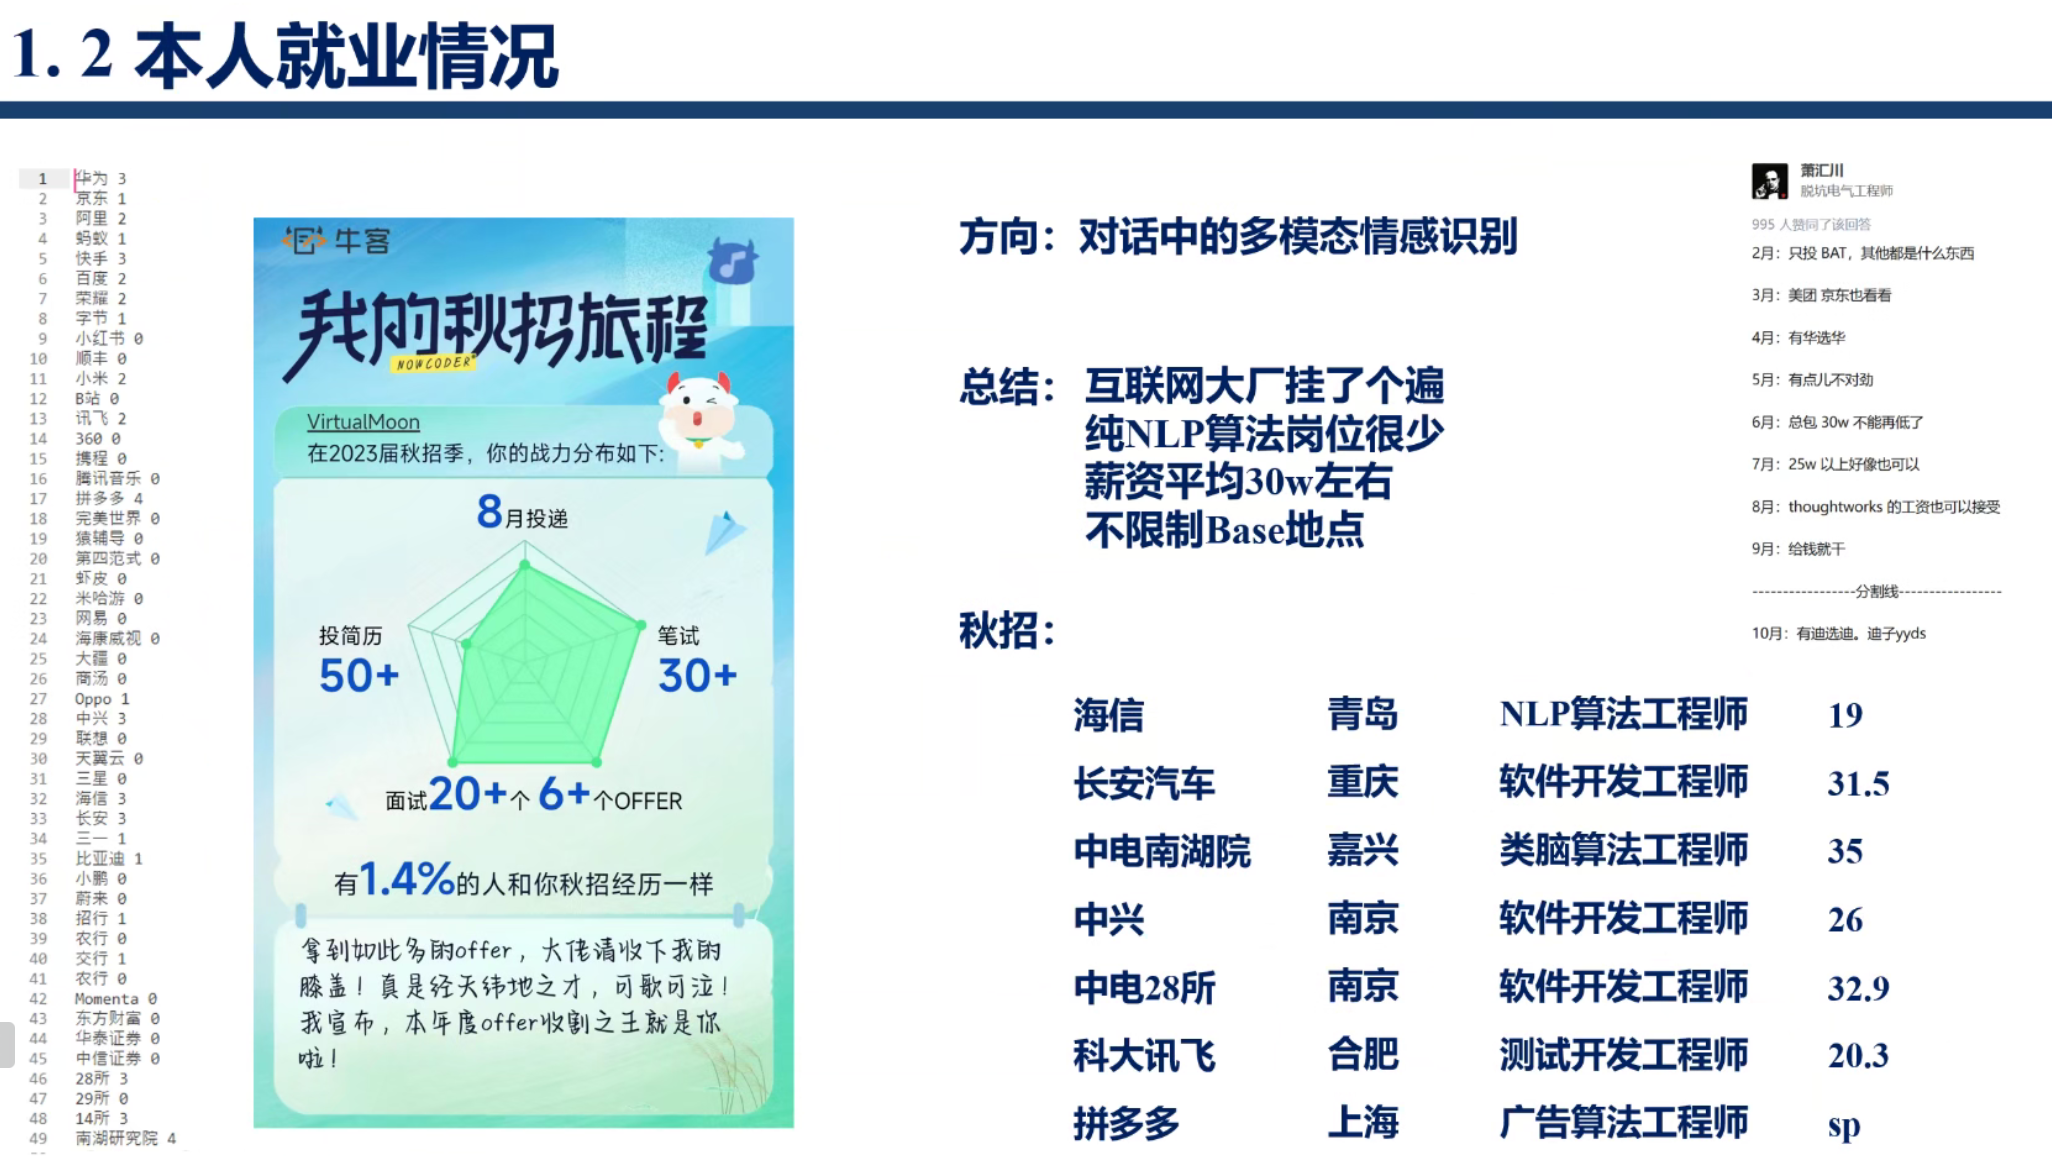 1. 2 本人就业情况
1 华为 3
2 京东 1
3 阿里 2
4 蚂蚁 1
5 快手 3
6 百度 2
7 荣耀 2
8 字节 1
9 小红书 0
10 顺丰 0
11 小米 2
12 B站 0
13 讯飞 2
14 360 0
15 携程 0
16 腾讯音乐 0
17 拼多多 4
18 完美世界 0
19 猿辅导 0
20 第四范式 0
21 虾皮 0
22 米哈游 0
23 网易 0
24 海康威视 0
25 大疆 0
26 商汤 0
27 Oppo 1
28 中兴 3
29 联想 0
30 天翼云 0
31 三星 0
32 海信 3
33 长安 3
34 三一 1
35 比亚迪 1
36 小鹏 0
37 蔚来 0
38 招行 1
39 农行 0
40 交行 1
41 农行 0
42 Momenta 0
43 东方财富 0
44 华泰证券 0
45 中信证券 0
46 28所 3
47 29所 0
48 14所 3
49 南湖研究院 4
牛客
我的秋招旅程
NOWCODER
VirtualMoon
在2023届秋招季，你的战力分布如下:
8月投递
投简历
50+
笔试
30+
面试20+个 6+个OFFER
有1.4%的人和你秋招经历一样
拿到如此多的offer，大佬请收下我的
膝盖！真是经天纬地之才，可歌可泣！
我宣布，本年度offer收割之王就是你
啦！
方向：对话中的多模态情感识别
总结：互联网大厂挂了个遍
纯NLP算法岗位很少
薪资平均30w左右
不限制Base地点
秋招：
海信 青岛 NLP算法工程师 19
长安汽车 重庆 软件开发工程师 31.5
中电南湖院 嘉兴 类脑算法工程师 35
中兴 南京 软件开发工程师 26
中电28所 南京 软件开发工程师 32.9
科大讯飞 合肥 测试开发工程师 20.3
拼多多 上海 广告算法工程师 sp
萧汇川
脱坑电气工程师
995 人赞同了该回答
2月：只投 BAT，其他都是什么东西
3月：美团 京东也看看
4月：有华选华
5月：有点儿不对劲
6月：总包 30w 不能再低了
7月：25w 以上好像也可以
8月：thoughtworks 的工资也可以接受
9月：给钱就干
-----------------分割线-----------------
10月：有迪选迪。迪子yyds